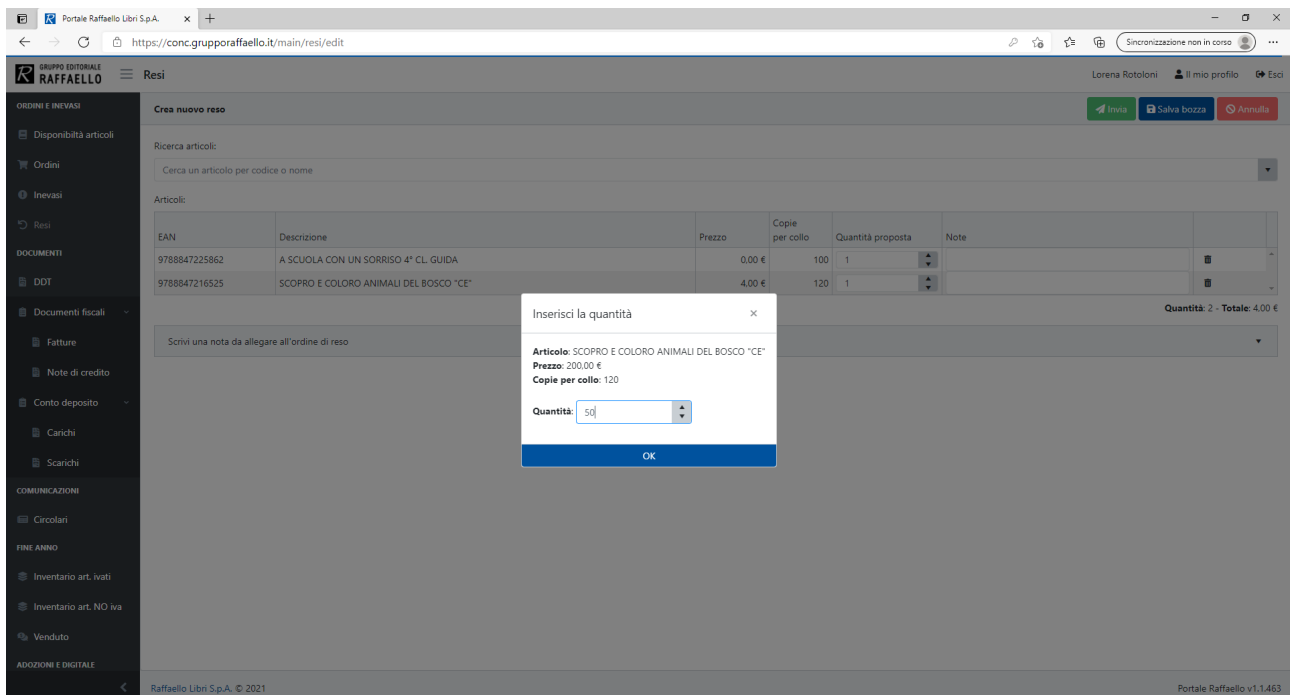 Portale Raffaello Libri S.p.A.
https://conc.grupporaffaello.it/main/resi/edit
Sincronizzazione non in corso
GRUPPO EDITORIALE
RAFFAELLO
Resi
Lorena Rotoloni Il mio profilo Esci
ORDINI E INEVASI
Disponibiltà articoli
Ordini
Inevasi
Resi
DOCUMENTI
DDT
Documenti fiscali
Fatture
Note di credito
Conto deposito
Carichi
Scarichi
COMUNICAZIONI
Circolari
FINE ANNO
Inventario art. ivati
Inventario art. NO iva
Venduto
ADOZIONI E DIGITALE
Crea nuovo reso
Invia Salva bozza Annulla
Ricerca articoli:
Cerca un articolo per codice o nome
Articoli:
EAN Descrizione Prezzo Copie per collo Quantità proposta Note
9788847225862 A SCUOLA CON UN SORRISO 4° CL. GUIDA 0,00 € 100 1
9788847216525 SCOPRO E COLORO ANIMALI DEL BOSCO "CE" 4,00 € 120 1
Quantità: 2 - Totale: 4,00 €
Scrivi una nota da allegare all'ordine di reso
Inserisci la quantità
Articolo: SCOPRO E COLORO ANIMALI DEL BOSCO "CE"
Prezzo: 200,00 €
Copie per collo: 120
Quantità: 50
OK
Raffaello Libri S.p.A. © 2021
Portale Raffaello v1.1.463